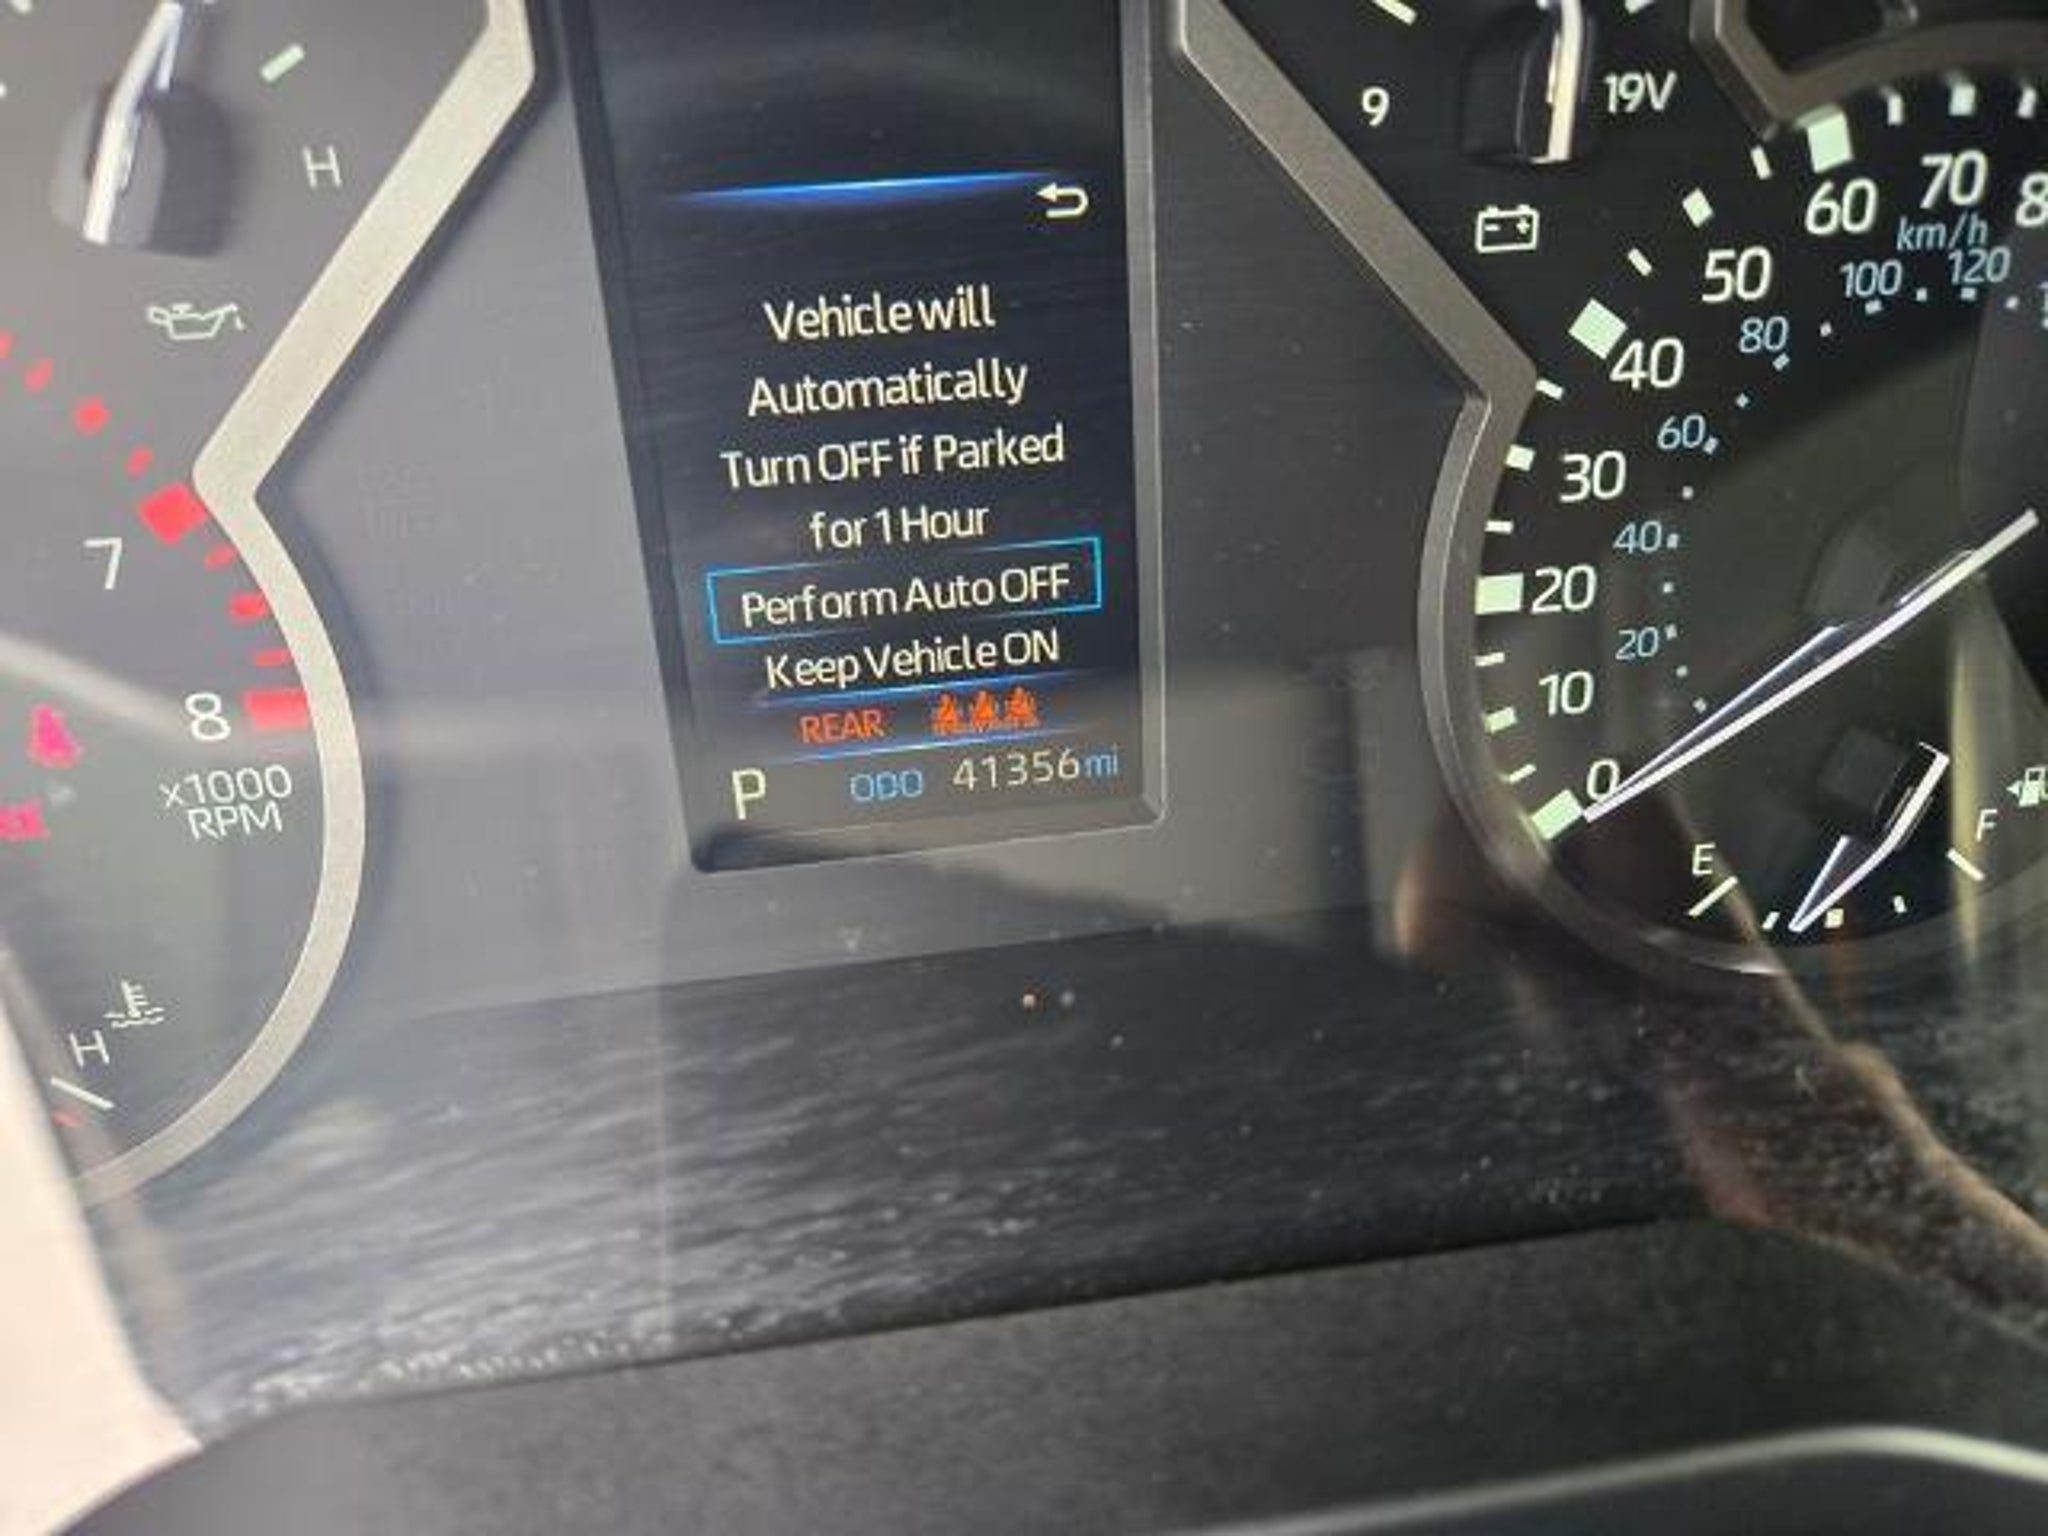 H
9
19V
60
70
8
km/h
50
100
120
40
80
60
30
40
20
20
10
0
E
F
7
8
x1000
RPM
H
Vehicle will
Automatically
Turn OFF if Parked
for 1 Hour
Perform Auto OFF
Keep Vehicle ON
REAR
P ODO 41356 mi